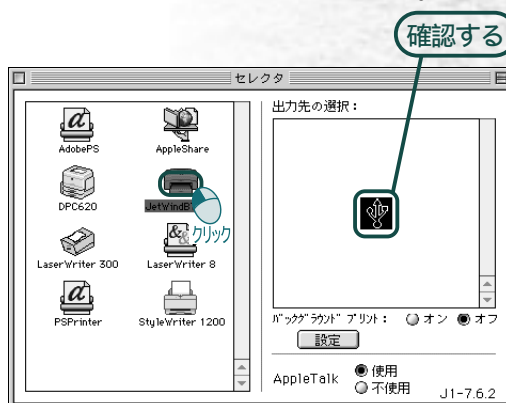 確認する
セレクタ
出力先の選択：
AdobePS
AppleShare
DPC620
クリック
LaserWriter 300
LaserWriter 8
PSPrinter
StyleWriter 1200
ﾊﾞｯｸｸﾞﾗｳﾝﾄﾞ ﾌﾟﾘﾝﾄ：
オン
オフ
設定
AppleTalk
使用
不使用
J1-7.6.2